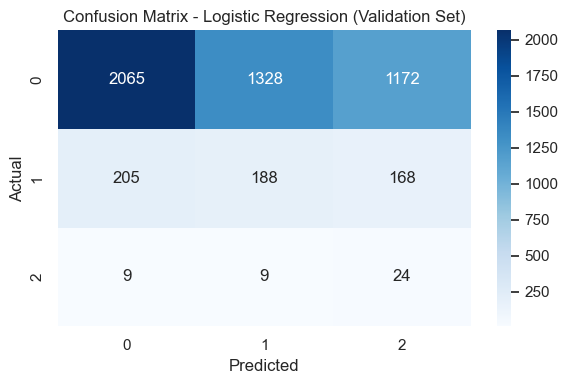 Confusion Matrix - Logistic Regression (Validation Set)
Actual
0
2065 1328 1172
1
205 188 168
2
9 9 24
0 1 2
Predicted
2000
1750
1500
1250
1000
750
500
250